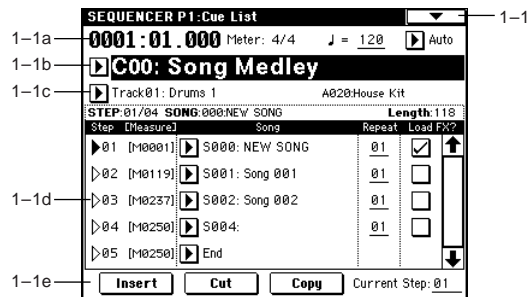 SEQUENCER P1:Cue List
1-1
1-1a
0001:01.000 Meter: 4/4 ♩ = 120 Auto
1-1b
C00: Song Medley
1-1c
Track01: Drums 1 A020:House Kit
STEP:01/04 SONG:000:NEW SONG Length:118
Step [Measure] Song Repeat Load FX?
01 [M0001] S000: NEW SONG 01
02 [M0119] S001: Song 001 01
1-1d
03 [M0237] S002: Song 002 01
04 [M0250] S004: 01
05 [M0250] End
1-1e
Insert Cut Copy Current Step: 01